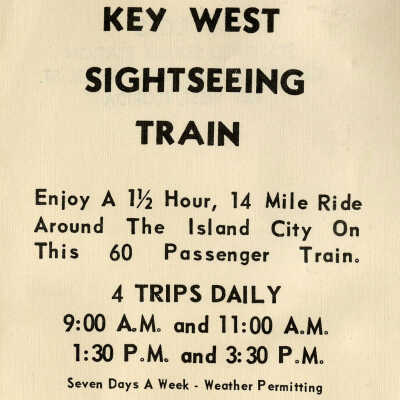 KEY WEST
SIGHTSEEING
TRAIN
Enjoy A 1½ Hour, 14 Mile Ride
Around The Island City On
This 60 Passenger Train.
4 TRIPS DAILY
9:00 A.M. and 11:00 A.M.
1:30 P.M. and 3:30 P.M.
Seven Days A Week - Weather Permitting